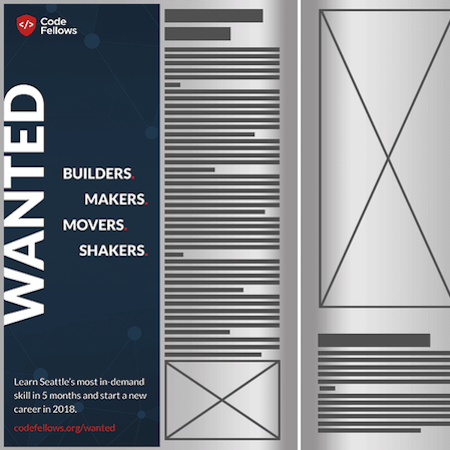 Code
Fellows
WANTED
BUILDERS.
MAKERS.
MOVERS.
SHAKERS.
Learn Seattle's most in-demand
skill in 5 months and start a new
career in 2018.
codefellows.org/wanted